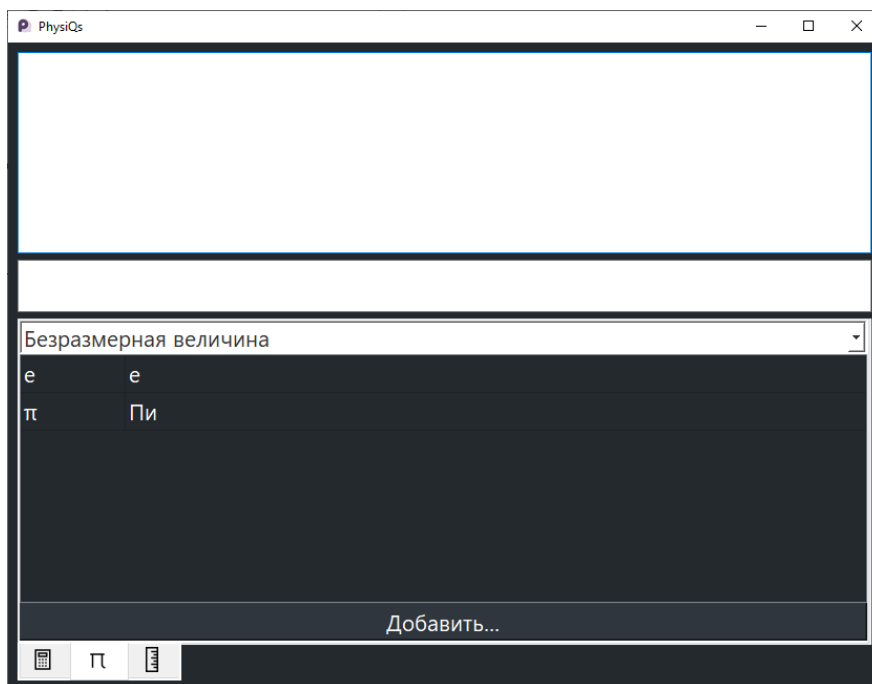 PhysiQs
Безразмерная величина
e e
π Пи
Добавить...
π